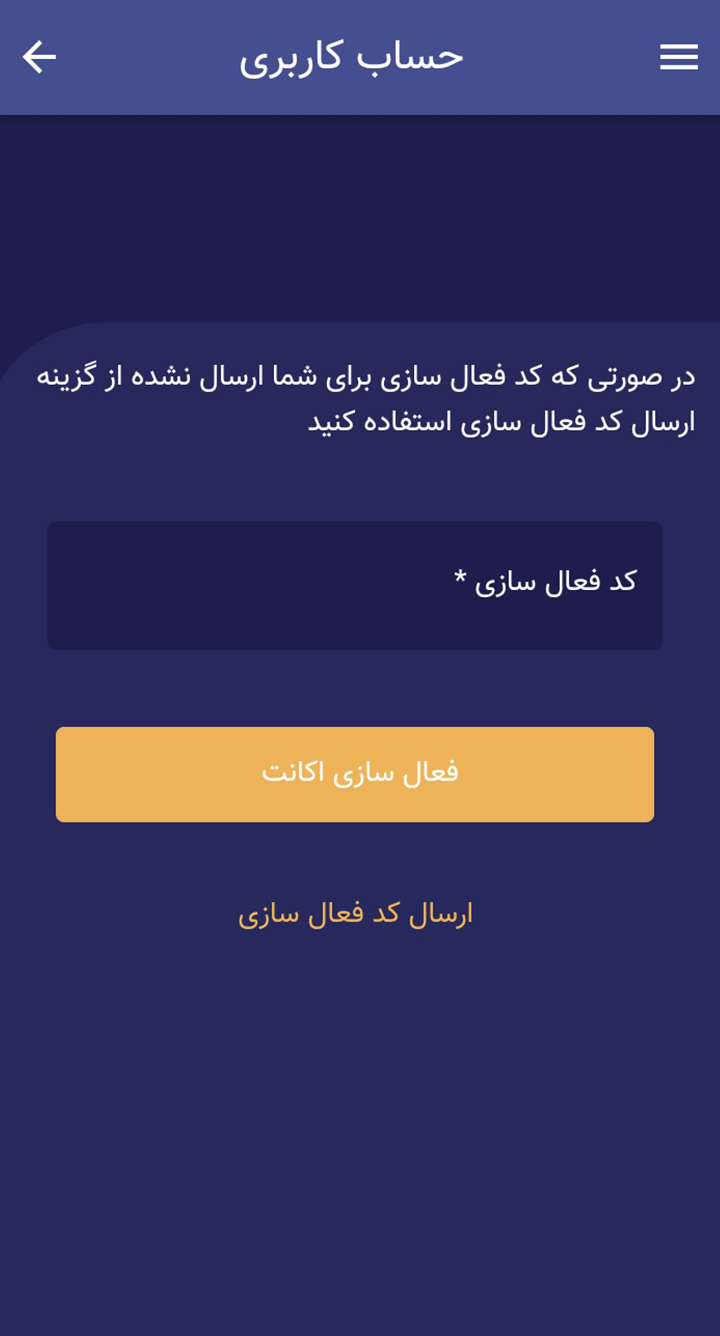 حساب کاربری
در صورتی که کد فعال سازی برای شما ارسال نشده از گزینه
ارسال کد فعال سازی استفاده کنید
کد فعال سازی *
فعال سازی اکانت
ارسال کد فعال سازی